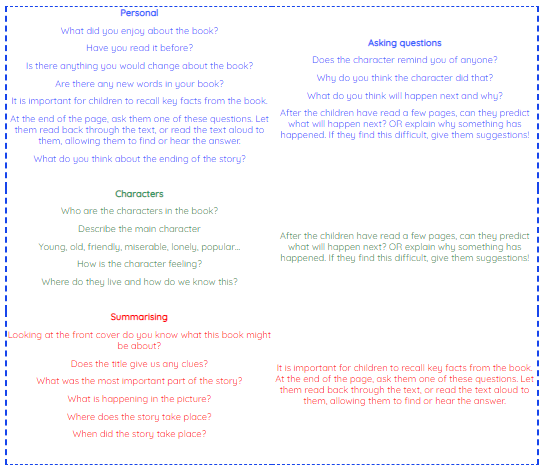 Personal
What did you enjoy about the book?
Have you read it before?
Is there anything you would change about the book?
Are there any new words in your book?
It is important for children to recall key facts from the book.
At the end of the page, ask them one of these questions. Let
them read back through the text, or read the text aloud to
them, allowing them to find or hear the answer.
What do you think about the ending of the story?
Asking questions
Does the character remind you of anyone?
Why do you think the character did that?
What do you think will happen next and why?
After the children have read a few pages, can they predict
what will happen next? OR explain why something has
happened. If they find this difficult, give them suggestions!
Characters
Who are the characters in the book?
Describe the main character
Young, old, friendly, miserable, lonely, popular...
How is the character feeling?
Where do they live and how do we know this?
After the children have read a few pages, can they predict
what will happen next? OR explain why something has
happened. If they find this difficult, give them suggestions!
Summarising
Looking at the front cover do you know what this book might
be about?
Does the title give us any clues?
What was the most important part of the story?
What is happening in the picture?
Where does the story take place?
When did the story take place?
It is important for children to recall key facts from the book.
At the end of the page, ask them one of these questions. Let
them read back through the text, or read the text aloud to
them, allowing them to find or hear the answer.